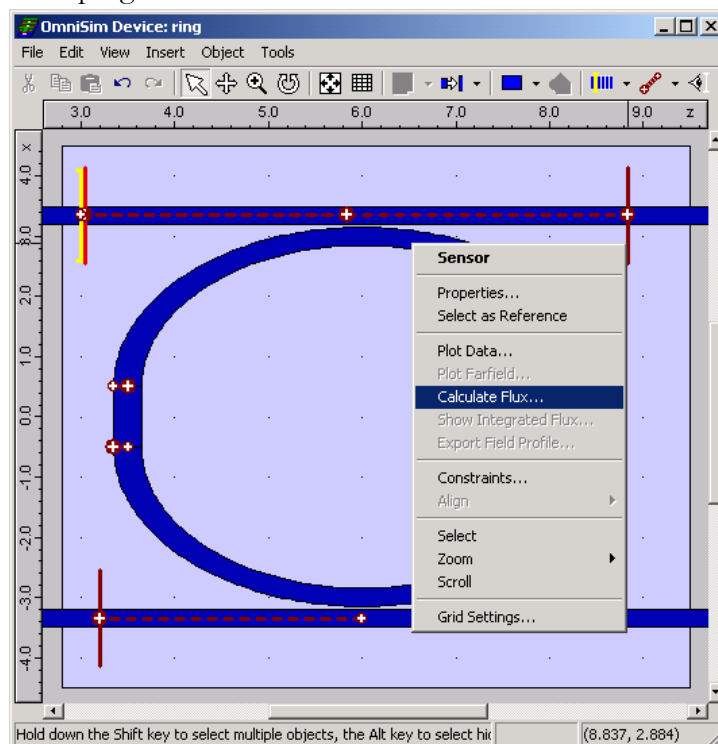 OmniSim Device: ring
File Edit View Insert Object Tools
3.0 4.0 5.0 6.0 7.0 8.0 9.0 z
x
4.0
3.0
2.0
1.0
0.0
-1.0
-2.0
-3.0
-4.0
Sensor
Properties...
Select as Reference
Plot Data...
Plot Farfield...
Calculate Flux...
Show Integrated Flux...
Export Field Profile...
Constraints...
Align
Select
Zoom
Scroll
Grid Settings...
Hold down the Shift key to select multiple objects, the Alt key to select hic (8.837, 2.884)